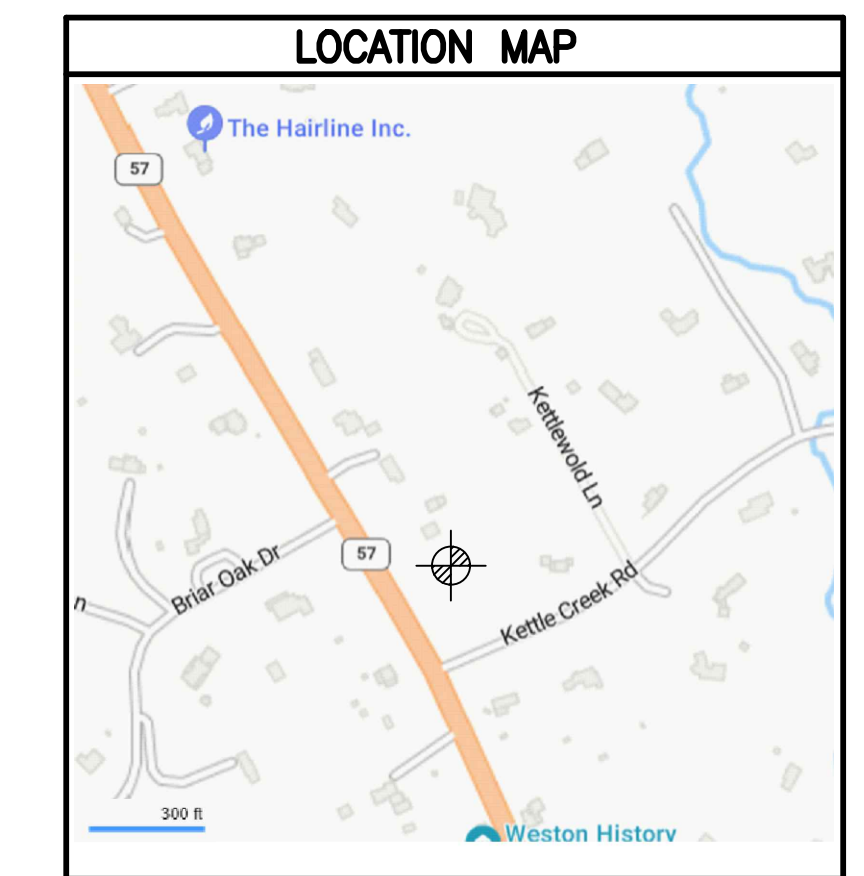 LOCATION MAP
The Hairline Inc.
57
Kettlewold Ln
57
Briar Oak Dr
n
Kettle Creek Rd
300 ft
Weston History